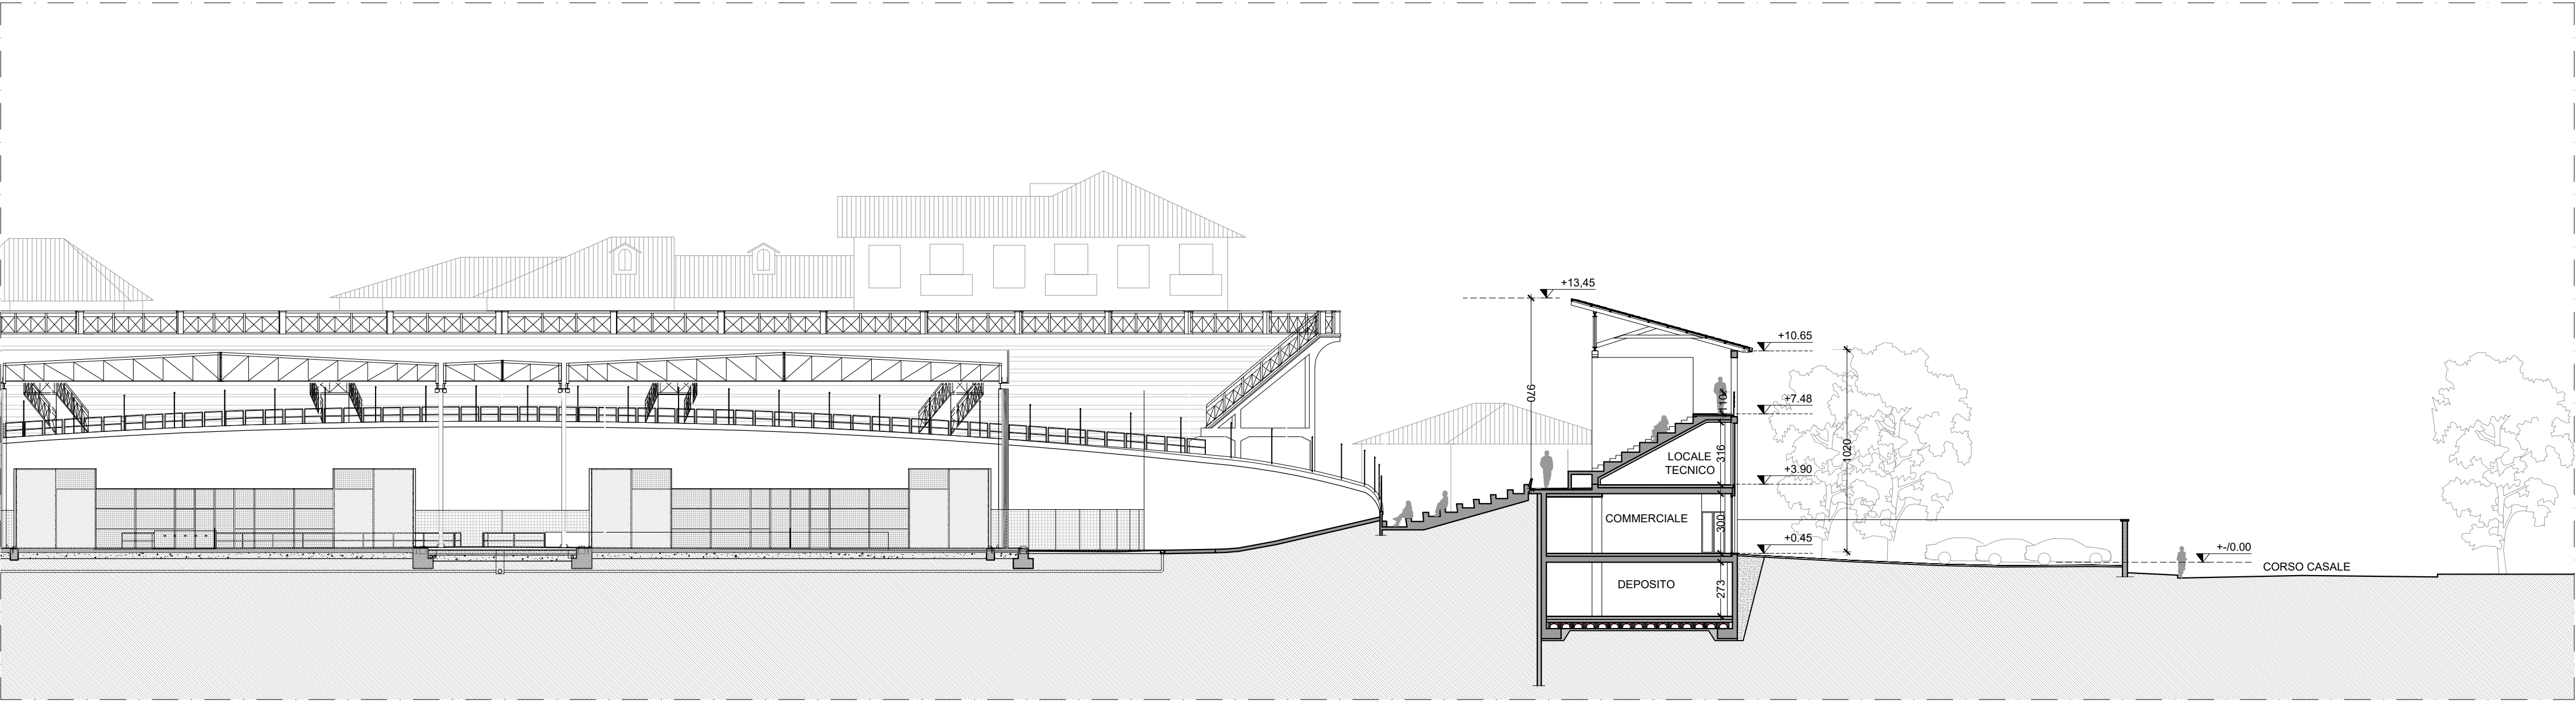 +13,45
+10.65
970
110
+7.48
1020
LOCALE
TECNICO
316
+3.90
COMMERCIALE
300
+0.45
+-/0.00
CORSO CASALE
DEPOSITO
273